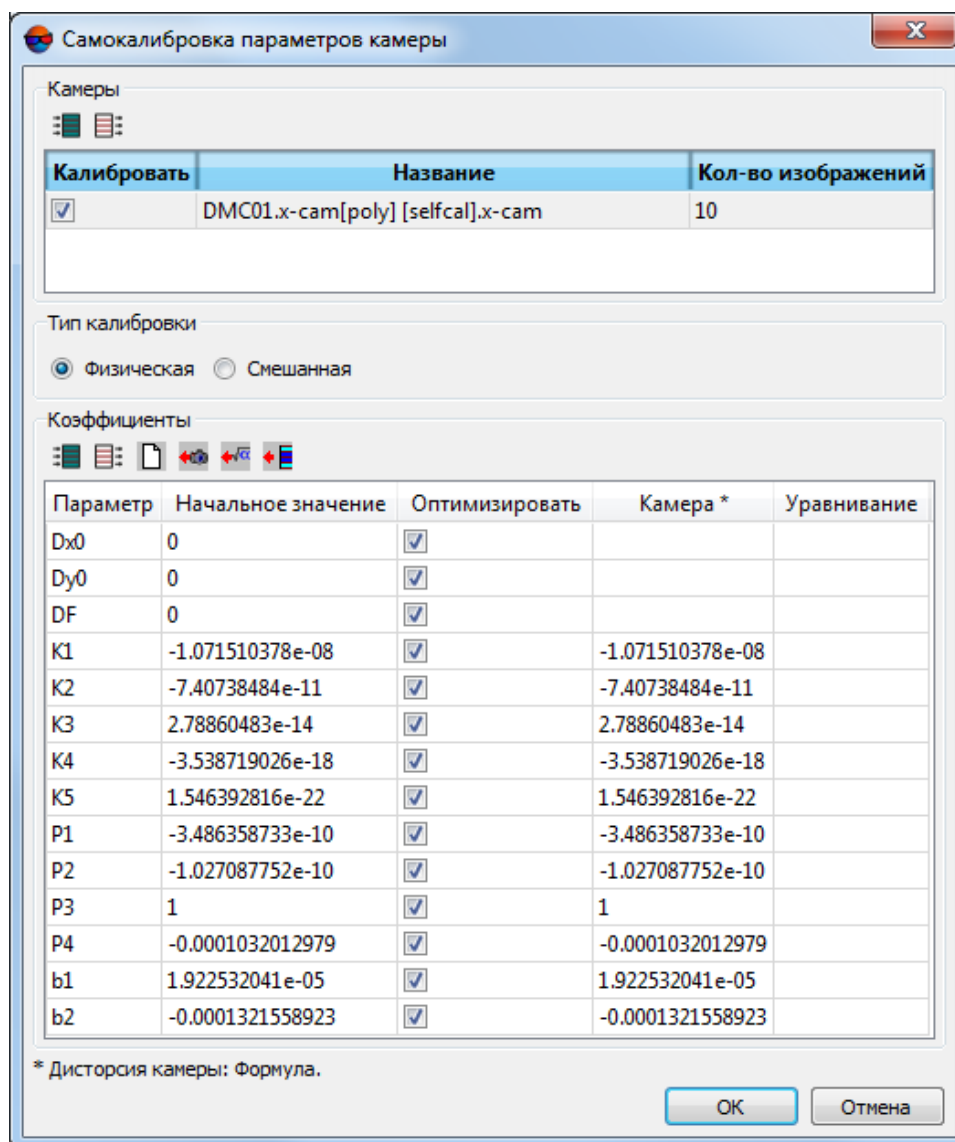 Самокалибровка параметров камеры
Камеры
Калибровать Название Кол-во изображений
DMC01.x-cam[poly] [selfcal].x-cam 10
Тип калибровки
Физическая Смешанная
Коэффициенты
Параметр Начальное значение Оптимизировать Камера * Уравнивание
Dx0 0
Dy0 0
DF 0
K1 -1.071510378e-08 -1.071510378e-08
K2 -7.40738484e-11 -7.40738484e-11
K3 2.78860483e-14 2.78860483e-14
K4 -3.538719026e-18 -3.538719026e-18
K5 1.546392816e-22 1.546392816e-22
P1 -3.486358733e-10 -3.486358733e-10
P2 -1.027087752e-10 -1.027087752e-10
P3 1 1
P4 -0.0001032012979 -0.0001032012979
b1 1.922532041e-05 1.922532041e-05
b2 -0.0001321558923 -0.0001321558923
* Дисторсия камеры: Формула.
ОК Отмена